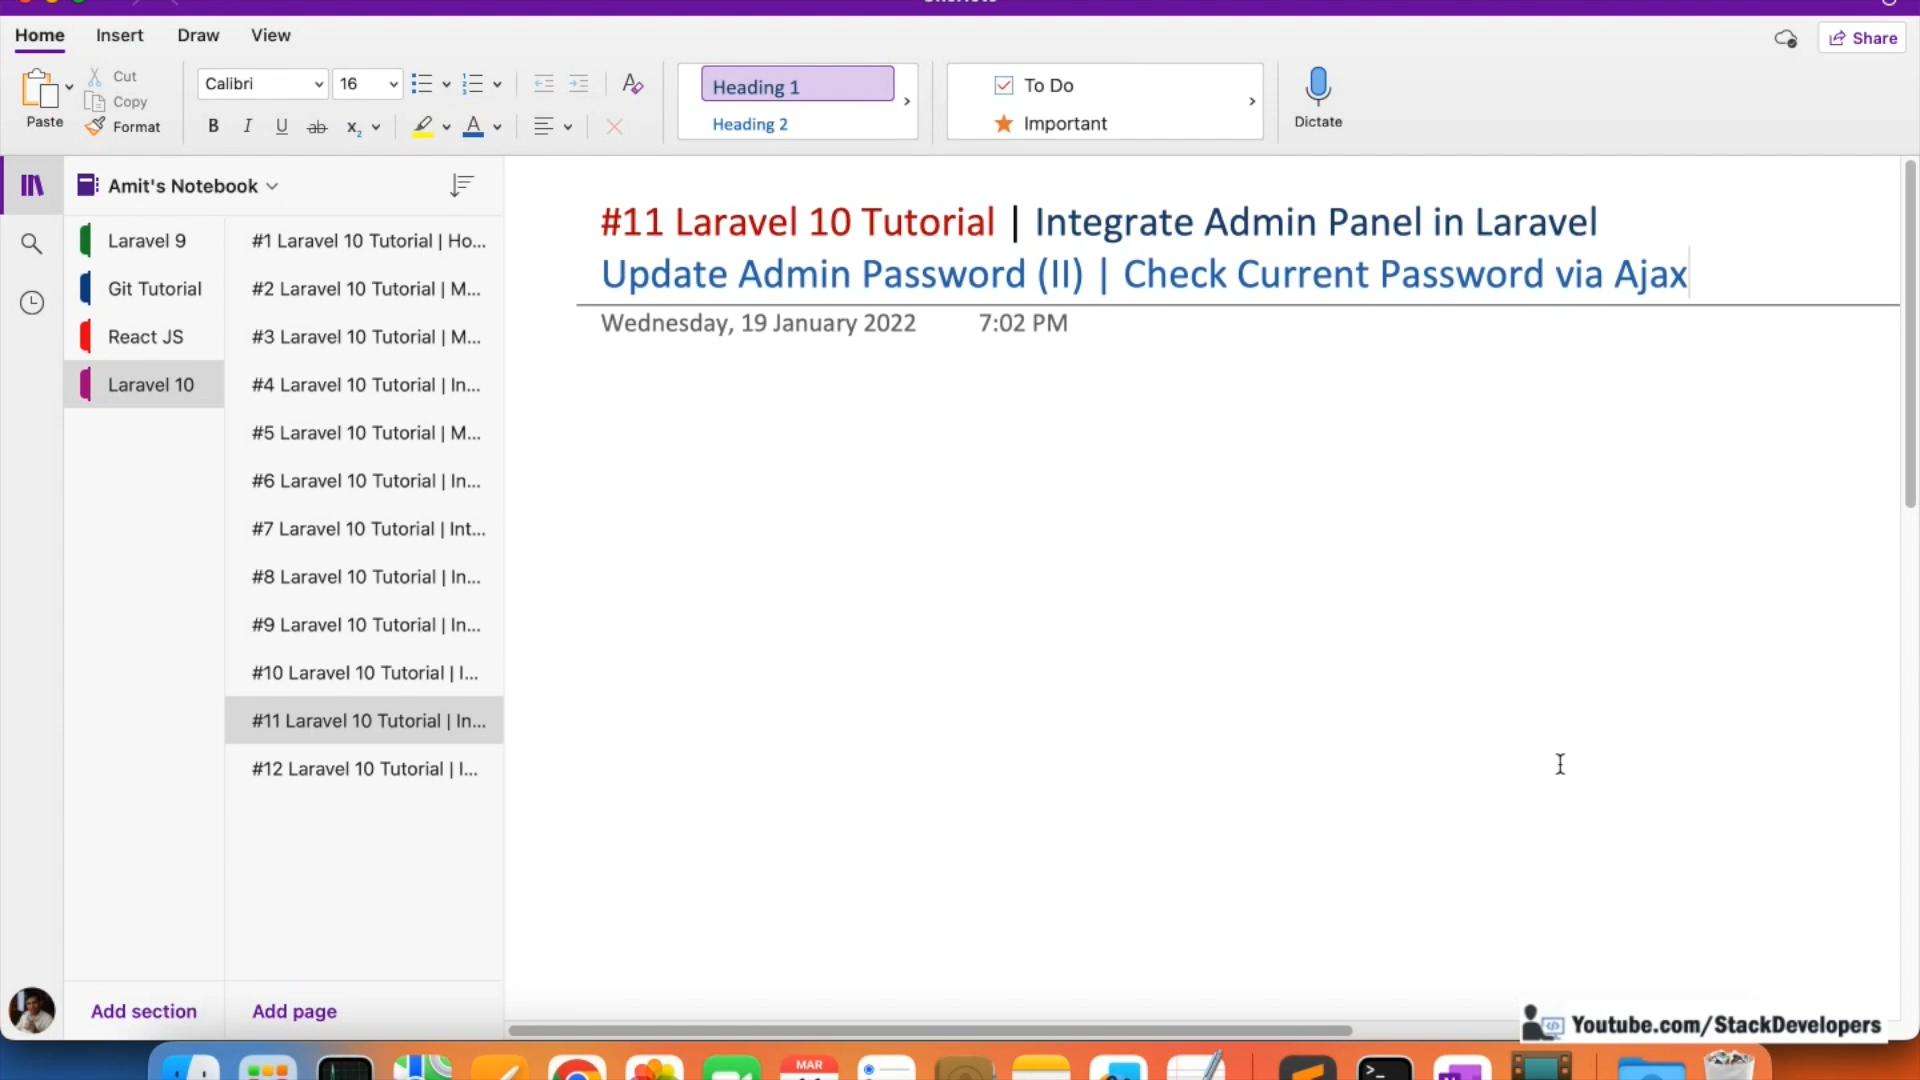 Home Insert Draw View
Share
Paste
Cut
Copy
Format
Calibri 16
B I U ab x₂ A
Heading 1
Heading 2
To Do
Important
Dictate
Amit's Notebook
Laravel 9
Git Tutorial
React JS
Laravel 10
#1 Laravel 10 Tutorial | Ho...
#2 Laravel 10 Tutorial | M...
#3 Laravel 10 Tutorial | M...
#4 Laravel 10 Tutorial | In...
#5 Laravel 10 Tutorial | M...
#6 Laravel 10 Tutorial | In...
#7 Laravel 10 Tutorial | Int...
#8 Laravel 10 Tutorial | In...
#9 Laravel 10 Tutorial | In...
#10 Laravel 10 Tutorial | I...
#11 Laravel 10 Tutorial | In...
#12 Laravel 10 Tutorial | I...
Add section
Add page
#11 Laravel 10 Tutorial | Integrate Admin Panel in Laravel
Update Admin Password (II) | Check Current Password via Ajax
Wednesday, 19 January 2022 7:02 PM
Youtube.com/StackDevelopers
MAR